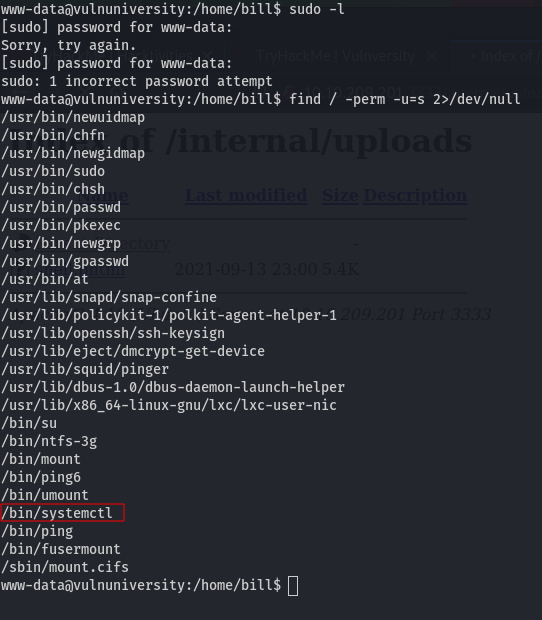 www-data@vulnuniversity:/home/bill$ sudo -l
[sudo] password for www-data:
Sorry, try again.
[sudo] password for www-data:
sudo: 1 incorrect password attempt
TryHackMe | Vulnversity
Index of
www-data@vulnuniversity:/home/bill$ find / -perm -u=s 2>/dev/null
/usr/bin/newuidmap
/usr/bin/chfn
Index of /internal/uploads
/usr/bin/newgidmap
/usr/bin/sudo
/usr/bin/chsh
Name Last modified Size Description
/usr/bin/passwd
/usr/bin/pkexec
/usr/bin/newgrp
/usr/bin/gpasswd
2021-09-13 23:00 5.4K
/usr/bin/at
/usr/lib/snapd/snap-confine
/usr/lib/policykit-1/polkit-agent-helper-1
209.201 Port 3333
/usr/lib/openssh/ssh-keysign
/usr/lib/eject/dmcrypt-get-device
/usr/lib/squid/pinger
/usr/lib/dbus-1.0/dbus-daemon-launch-helper
/usr/lib/x86_64-linux-gnu/lxc/lxc-user-nic
/bin/su
/bin/ntfs-3g
/bin/mount
/bin/ping6
/bin/umount
/bin/systemctl
/bin/ping
/bin/fusermount
/sbin/mount.cifs
www-data@vulnuniversity:/home/bill$